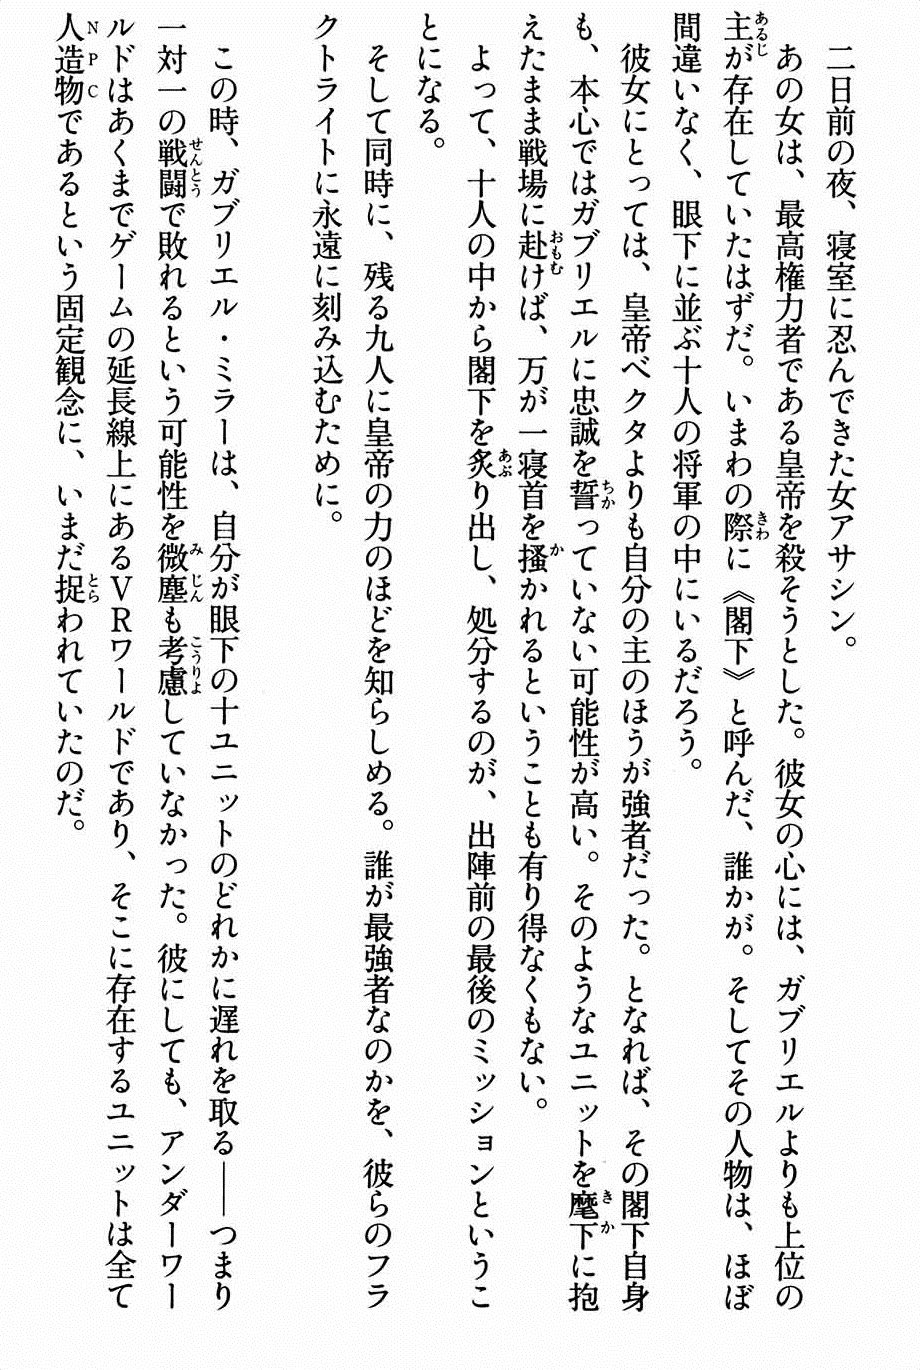 二日前の夜、寝室に忍んできた女アサシン。
あの女は、最高権力者である皇帝を殺そうとした。彼女の心には、ガブリエルよりも上位の
主が存在していたはずだ。いまわの際に《閣下》と呼んだ、誰かが。そしてその人物は、ほぼ
間違いなく、眼下に並ぶ十人の将軍の中にいるだろう。
彼女にとっては、皇帝ベクタよりも自分の主のほうが強者だった。となれば、その閣下自身
も、本心ではガブリエルに忠誠を誓っていない可能性が高い。そのようなユニットを麾下に抱
えたまま戦場に赴けば、万が一寝首を掻かれるということも有り得なくもない。
よって、十人の中から閣下を炙り出し、処分するのが、出陣前の最後のミッションというこ
とになる。
そして同時に、残る九人に皇帝の力のほどを知らしめる。誰が最強者なのかを、彼らのフラ
クトライトに永遠に刻み込むために。
この時、ガブリエル・ミラーは、自分が眼下の十ユニットのどれかに遅れを取る――つまり
一対一の戦闘で敗れるという可能性を微塵も考慮していなかった。彼にしても、アンダーワー
ルドはあくまでゲームの延長線上にあるＶＲワールドであり、そこに存在するユニットは全て
人造物であるという固定観念に、いまだ捉われていたのだ。